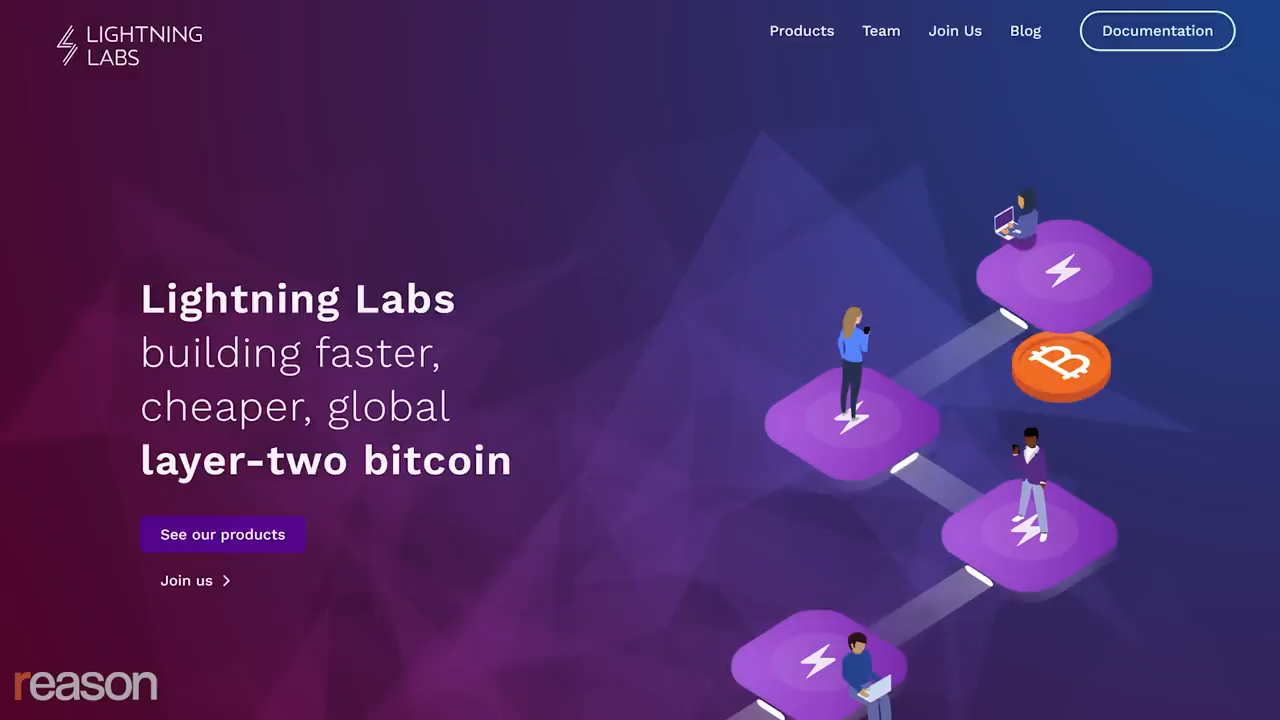 LIGHTNING
LABS
Products
Team
Join Us
Blog
Documentation
Lightning Labs
building faster,
cheaper, global
layer-two bitcoin
See our products
Join us
reason